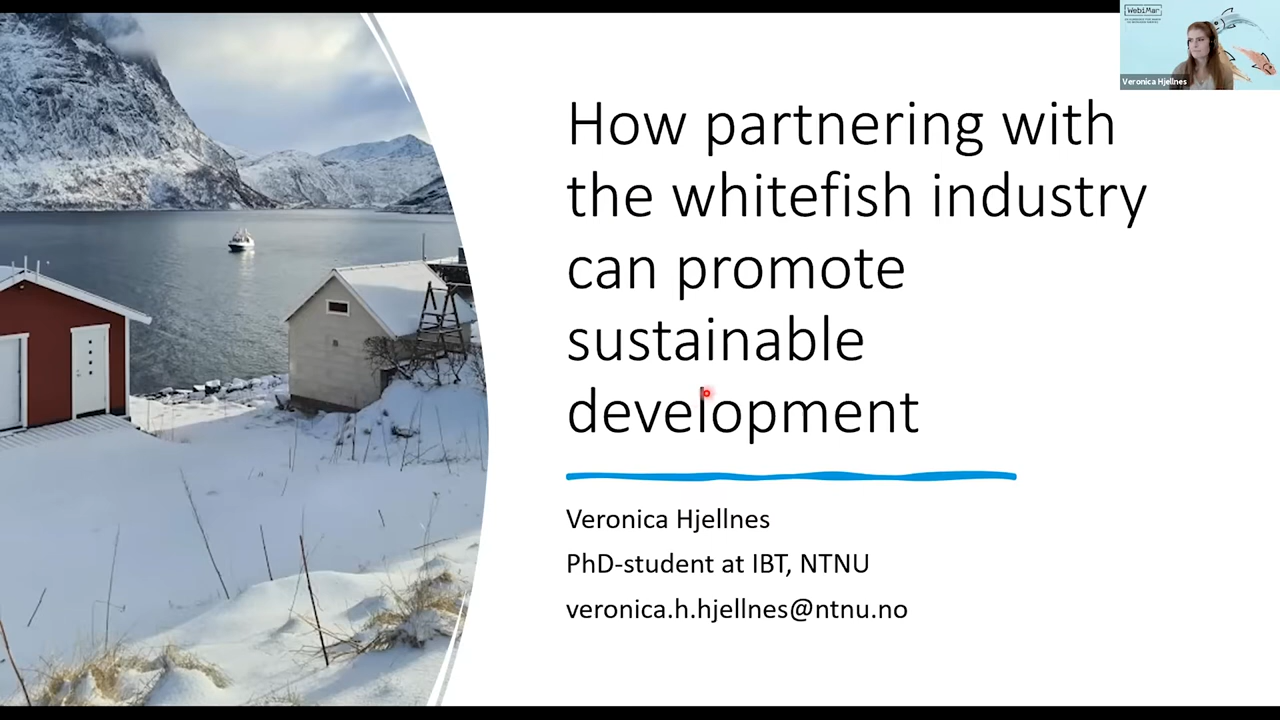 WebiMar
Veronica Hjellnes
How partnering with
the whitefish industry
can promote
sustainable
development
Veronica Hjellnes
PhD-student at IBT, NTNU
veronica.h.hjellnes@ntnu.no